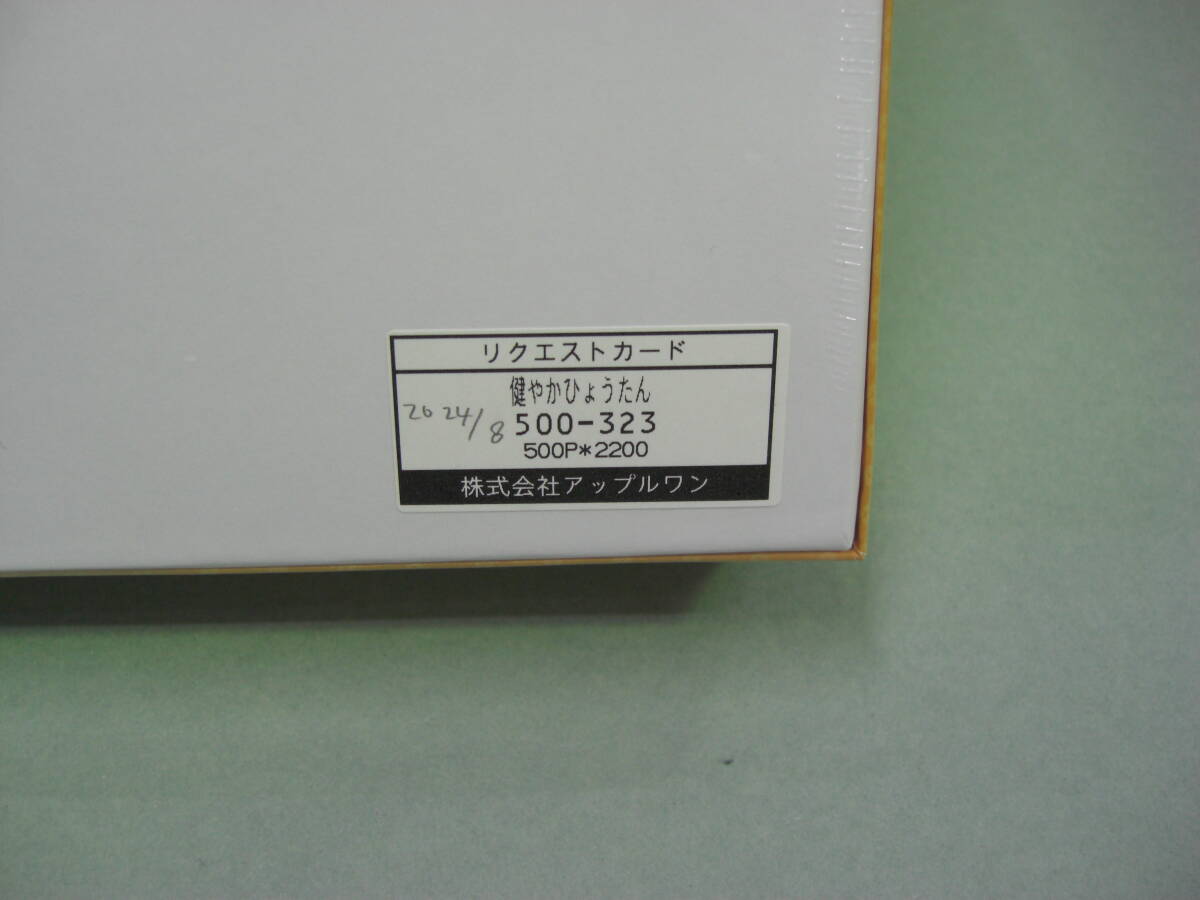 リクエストカード
健やかひょうたん
2024/8 500-323
500P*2200
株式会社アップルワン